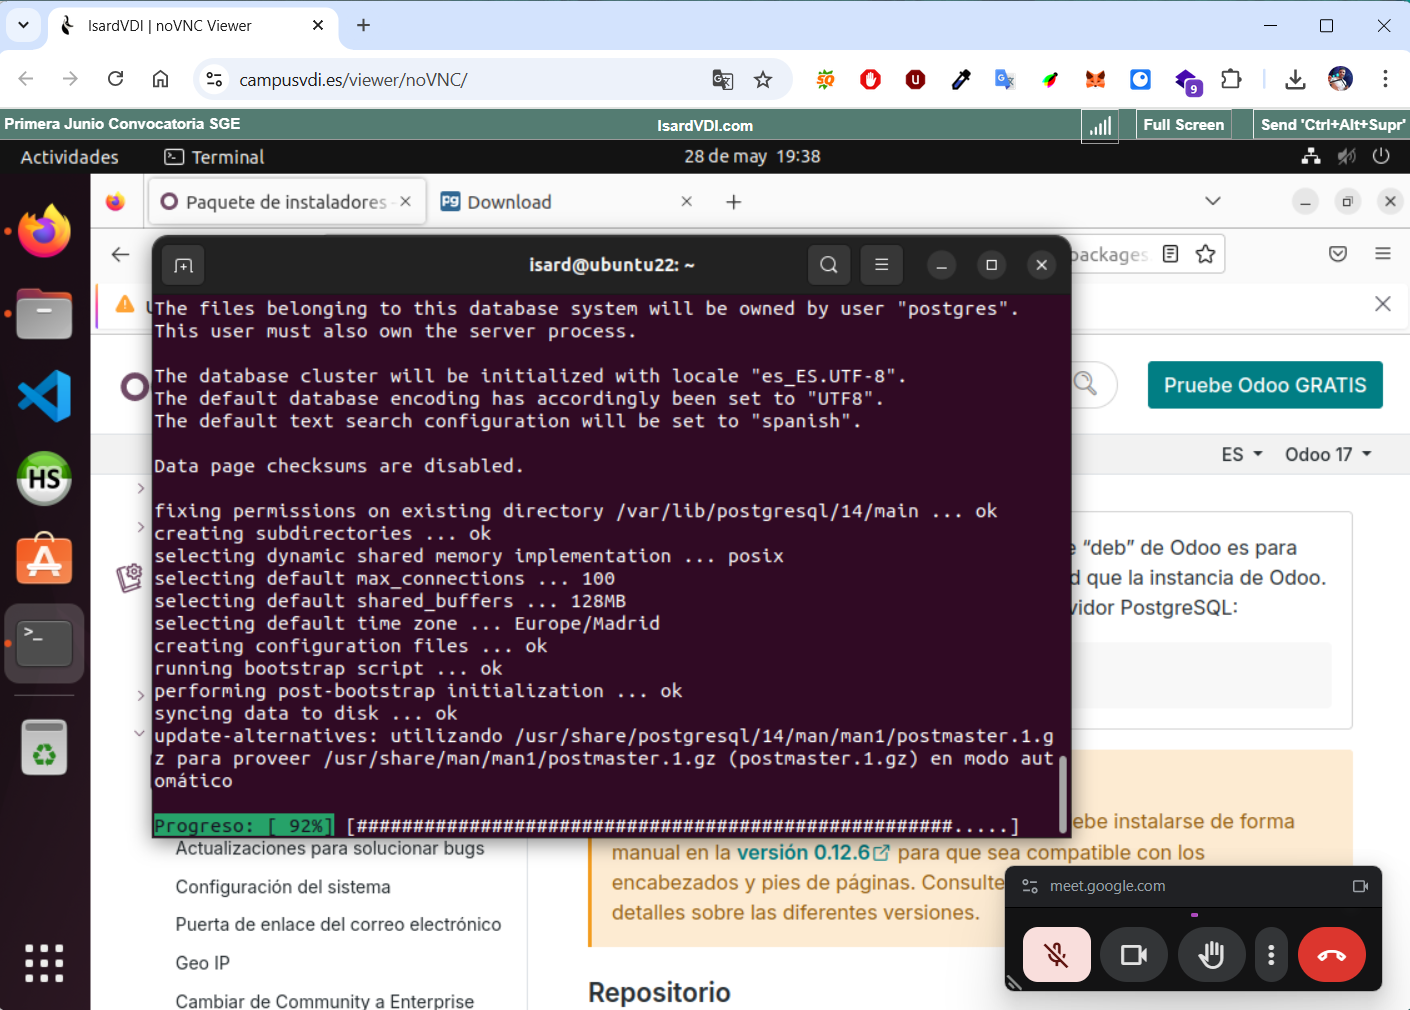 IsardVDI | noVNC Viewer
campusvdi.es/viewer/noVNC/
9
Primera Junio Convocatoria SGE
IsardVDI.com
Full Screen
Send 'Ctrl+Alt+Supr'
Actividades
Terminal
28 de may 19:38
Paquete de instaladores
Download
isard@ubuntu22: ~
packages
The files belonging to this database system will be owned by user "postgres".
This user must also own the server process.
The database cluster will be initialized with locale "es_ES.UTF-8".
The default database encoding has accordingly been set to "UTF8".
The default text search configuration will be set to "spanish".
Data page checksums are disabled.
fixing permissions on existing directory /var/lib/postgresql/14/main ... ok
creating subdirectories ... ok
selecting dynamic shared memory implementation ... posix
selecting default max_connections ... 100
selecting default shared_buffers ... 128MB
selecting default time zone ... Europe/Madrid
creating configuration files ... ok
running bootstrap script ... ok
performing post-bootstrap initialization ... ok
syncing data to disk ... ok
update-alternatives: utilizando /usr/share/postgresql/14/man/man1/postmaster.1.g
z para proveer /usr/share/man/man1/postmaster.1.gz (postmaster.1.gz) en modo aut
omático
Progreso: [ 92%] [#####################################################.....]
Pruebe Odoo GRATIS
ES
Odoo 17
e “deb” de Odoo es para
d que la instancia de Odoo.
vidor PostgreSQL:
ebe instalarse de forma
manual en la versión 0.12.6 para que sea compatible con los
encabezados y pies de páginas. Consulte
detalles sobre las diferentes versiones.
Repositorio
Actualizaciones para solucionar bugs
Configuración del sistema
Puerta de enlace del correo electrónico
Geo IP
Cambiar de Community a Enterprise
HS
meet.google.com